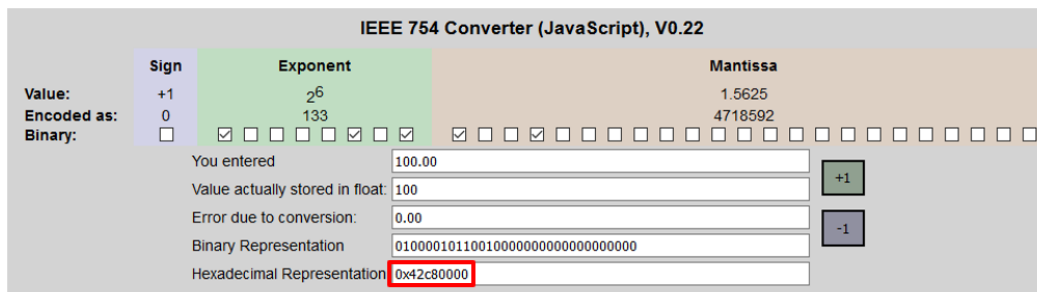 IEEE 754 Converter (JavaScript), V0.22
Sign Exponent Mantissa
Value: +1 2^6 1.5625
Encoded as: 0 133 4718592
Binary:
You entered 100.00
Value actually stored in float: 100
+1
Error due to conversion: 0.00
-1
Binary Representation 01000010110010000000000000000000
Hexadecimal Representation 0x42c80000